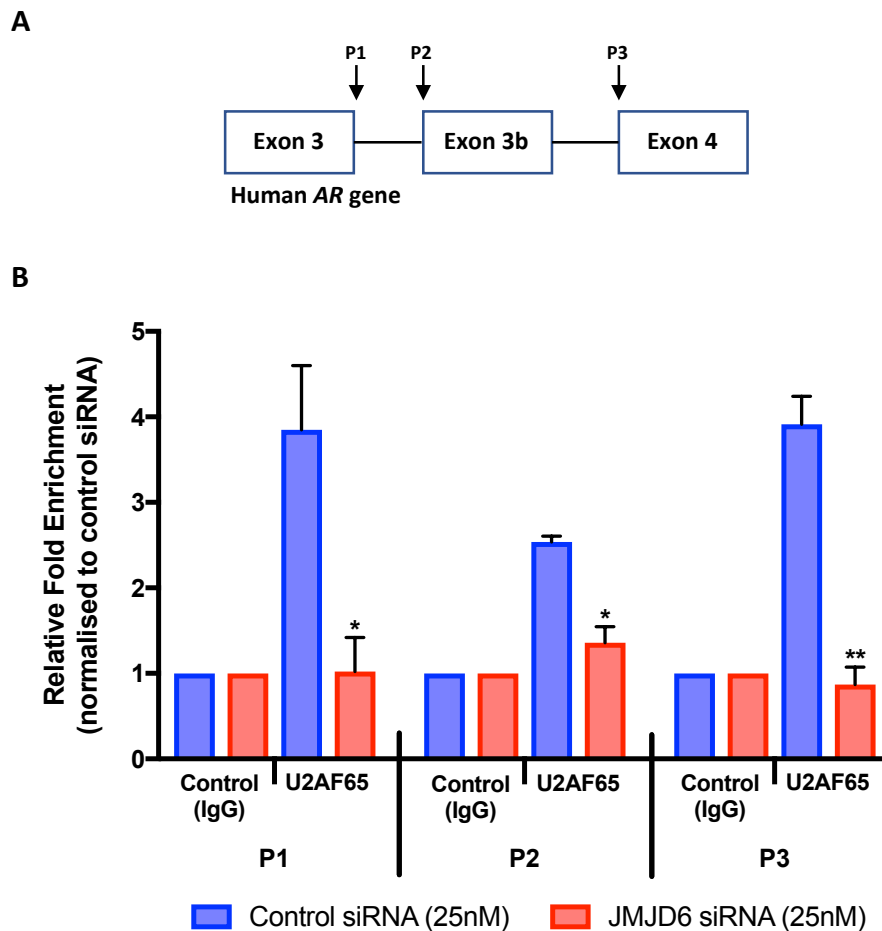 A
P1 P2 P3
Exon 3 Exon 3b Exon 4
Human AR gene
B
Relative Fold Enrichment
(normalised to control siRNA)
5
4
3
2
1
0
*
*
**
Control
(IgG)
U2AF65
Control
(IgG)
U2AF65
Control
(IgG)
U2AF65
P1 P2 P3
Control siRNA (25nM) JMJD6 siRNA (25nM)